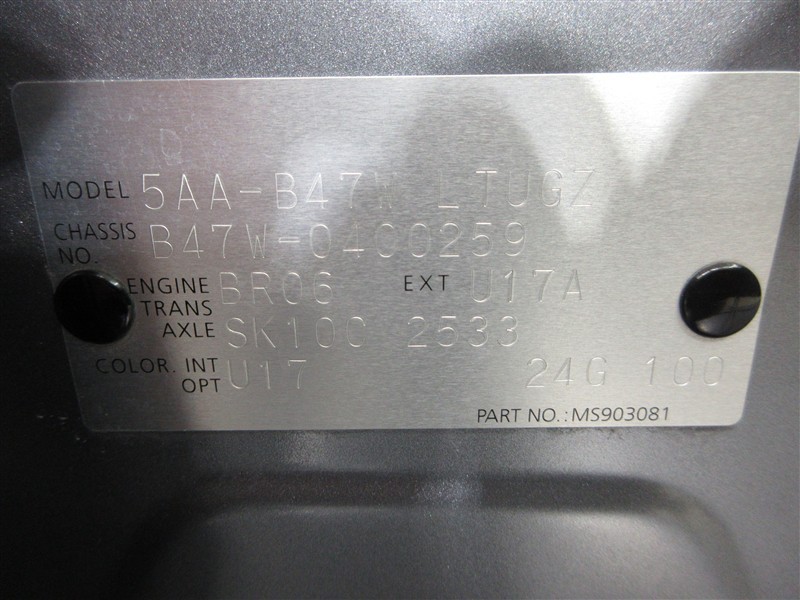 MODEL 5AA-B47W LTUGZ
CHASSIS NO. B47W-0400259
ENGINE BR06 EXT U17A
TRANS AXLE SK10C 2533
COLOR. INT OPT U17 24G 100
PART NO.:MS903081